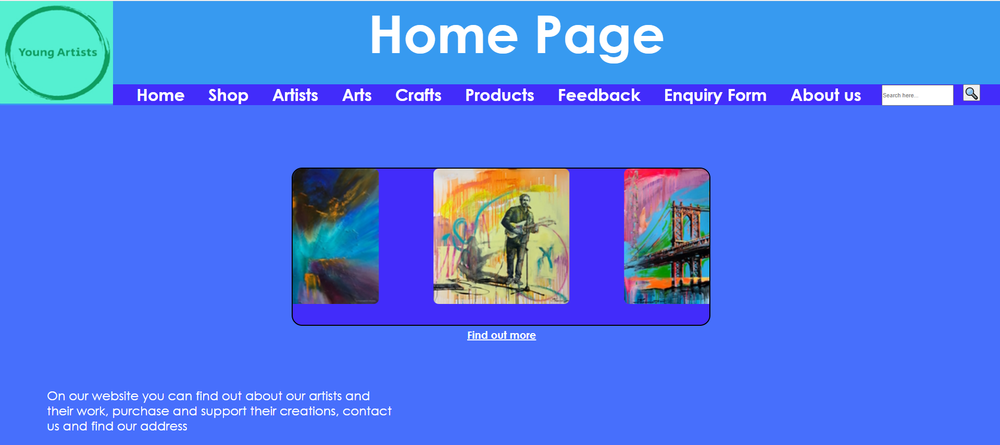 Young Artists
Home Page
Home Shop Artists Arts Crafts Products Feedback Enquiry Form About us Search here...
Find out more
On our website you can find out about our artists and
their work, purchase and support their creations, contact
us and find our address